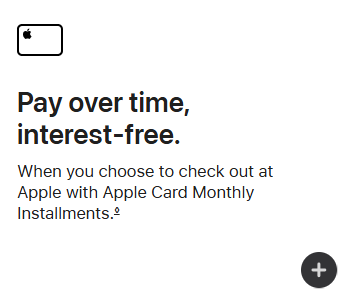 Pay over time,
interest-free.
When you choose to check out at
Apple with Apple Card Monthly
Installments.◊